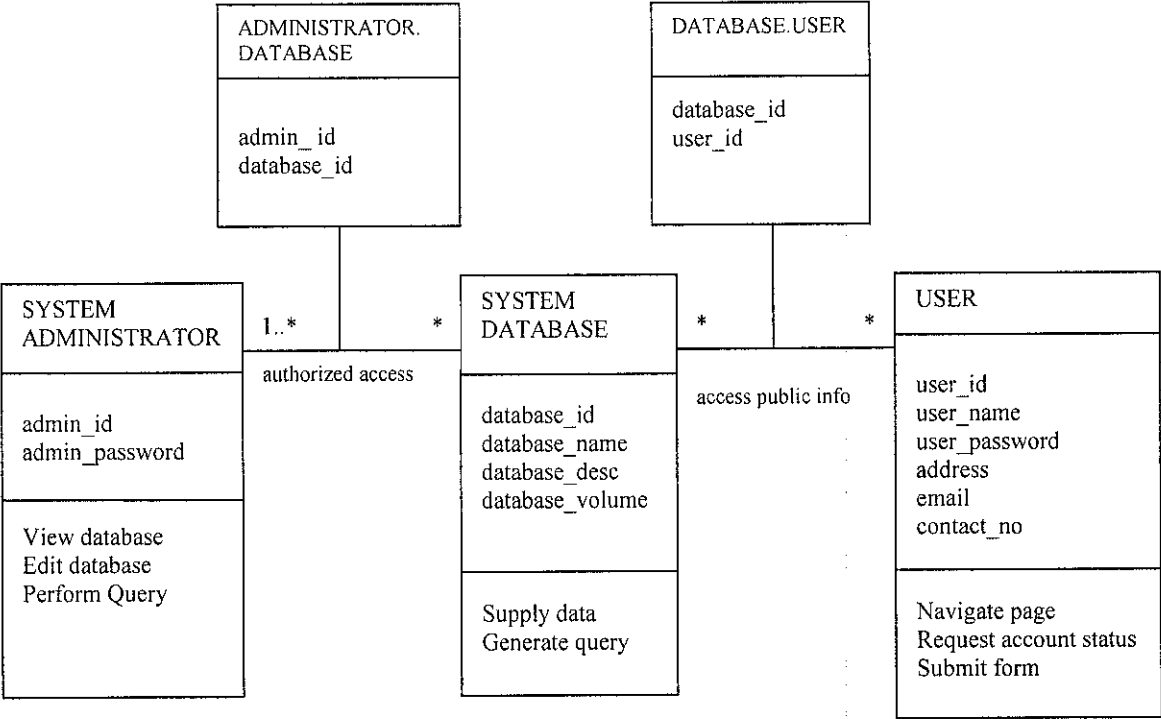 ADMINISTRATOR.
DATABASE
admin_ id
database_id
DATABASE.USER
database_id
user_id
SYSTEM
ADMINISTRATOR
admin_id
admin_password
View database
Edit database
Perform Query
1..*
*
authorized access
SYSTEM
DATABASE
database_id
database_name
database_desc
database_volume
Supply data
Generate query
*
*
access public info
USER
user_id
user_name
user_password
address
email
contact_no
Navigate page
Request account status
Submit form